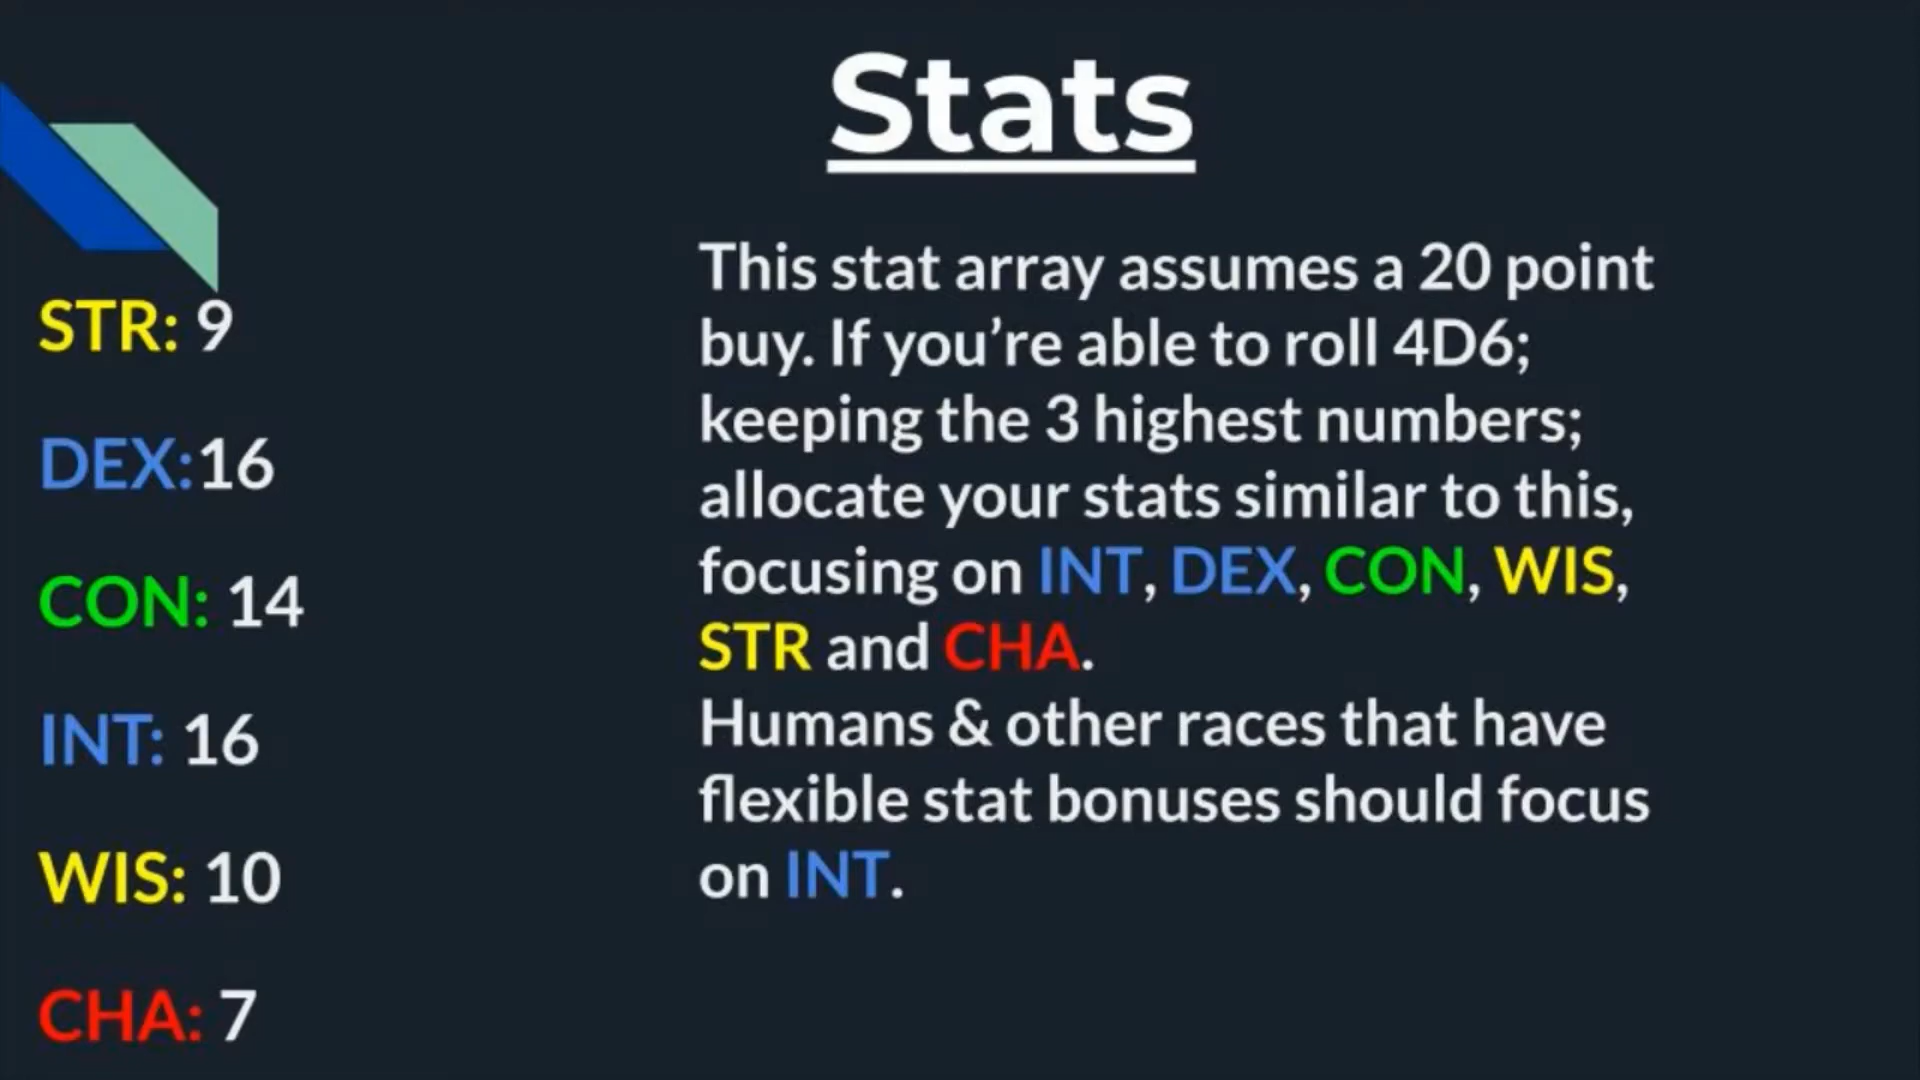 Stats
STR: 9
DEX:16
CON: 14
INT: 16
WIS: 10
CHA: 7
This stat array assumes a 20 point
buy. If you’re able to roll 4D6;
keeping the 3 highest numbers;
allocate your stats similar to this,
focusing on INT, DEX, CON, WIS,
STR and CHA.
Humans & other races that have
flexible stat bonuses should focus
on INT.